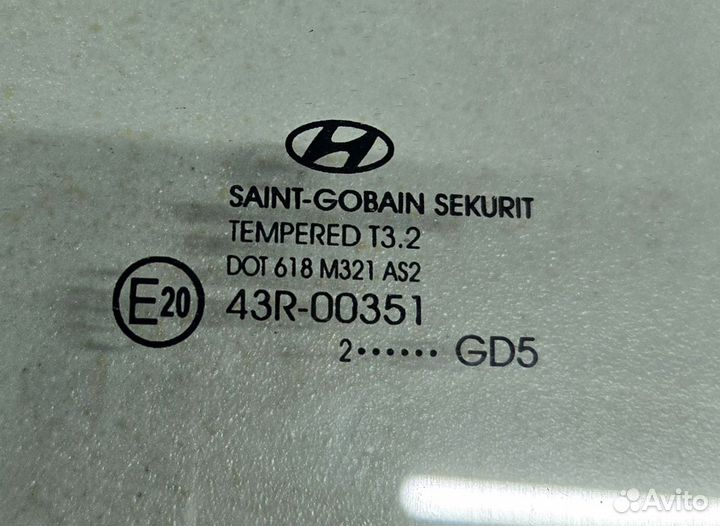 SAINT-GOBAIN SEKURIT
TEMPERED T3.2
DOT 618 M321 AS2
E20 43R-00351
2······ GD5
Avito